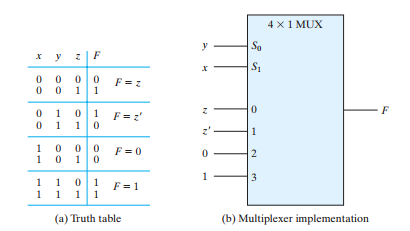 x y z F
0 0 0 0 F = z
0 0 1 1
0 1 0 1 F = z'
0 1 1 0
1 0 0 0 F = 0
1 0 1 0
1 1 0 1 F = 1
1 1 1 1
(a) Truth table
4 × 1 MUX
y S₀
x S₁
z 0 F
z' 1
0 2
1 3
(b) Multiplexer implementation